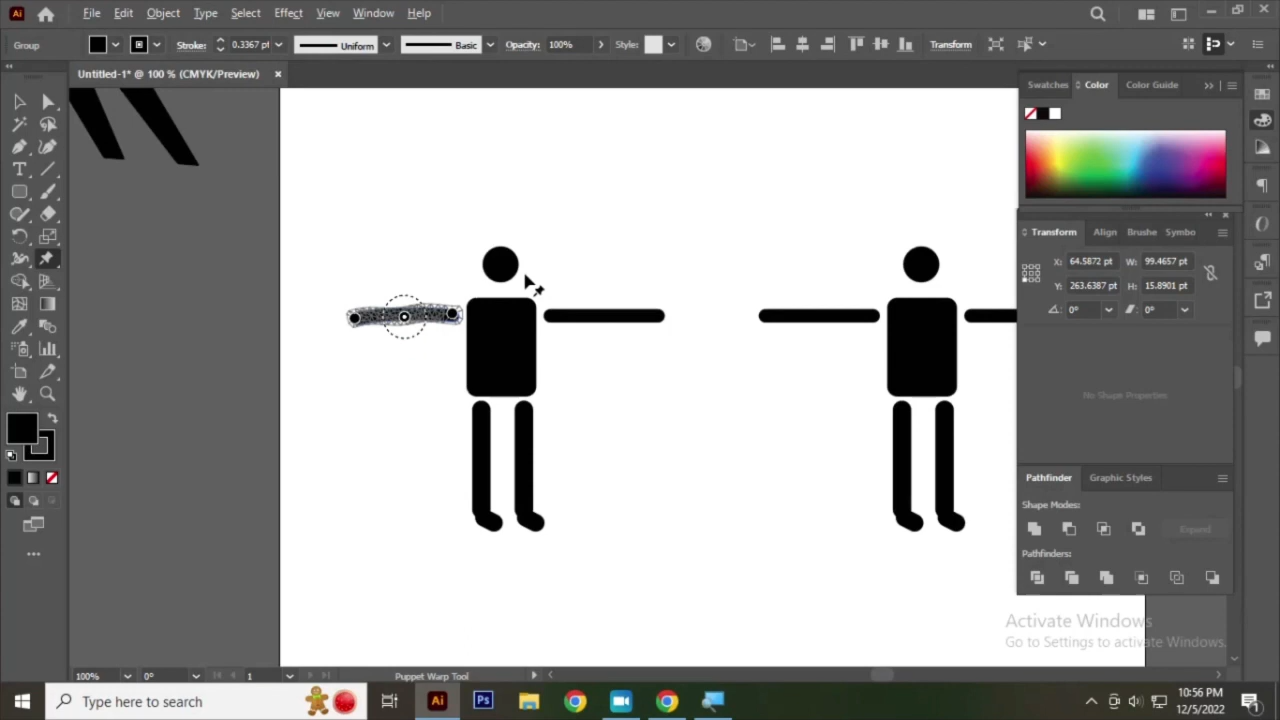 Ai File Edit Object Type Select Effect View Window Help
Group Stroke: 0.3367 pt Uniform Basic Opacity: 100% Style: Transform
Untitled-1* @ 100 % (CMYK/Preview) ×
Swatches Color Color Guide
Transform Align Brushe Symbo
X: 64.5872 pt W: 99.4657 pt
Y: 263.6387 pt H: 15.8901 pt
0° 0°
No Shape Properties
Pathfinder Graphic Styles
Shape Modes:
Expand
Pathfinders:
Activate Windows
Go to Settings to activate Windows.
100% 0° 1 Puppet Warp Tool
Type here to search Ai Ps 10:56 PM
12/5/2022 1